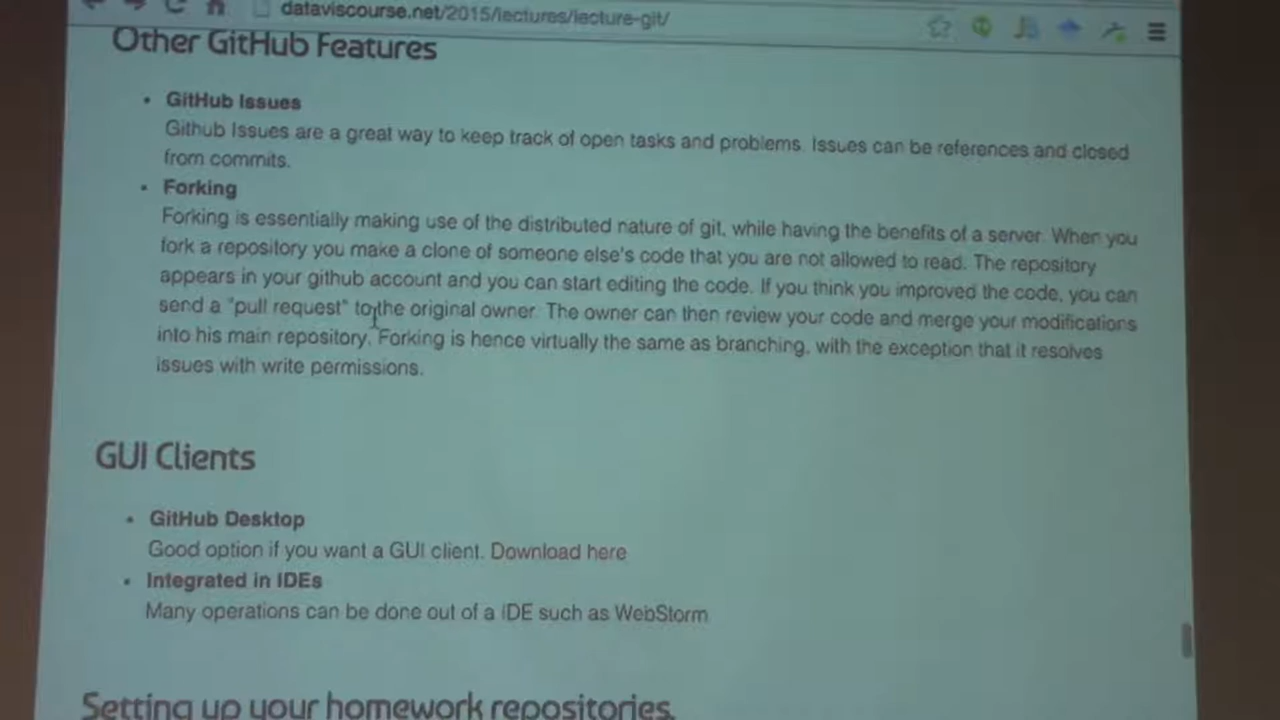 dataviscourse.net/2015/lectures/lecture-git/
Other GitHub Features
• GitHub Issues
Github Issues are a great way to keep track of open tasks and problems. Issues can be references and closed
from commits.
• Forking
Forking is essentially making use of the distributed nature of git, while having the benefits of a server. When you
fork a repository you make a clone of someone else's code that you are not allowed to read. The repository
appears in your github account and you can start editing the code. If you think you improved the code, you can
send a "pull request" to the original owner. The owner can then review your code and merge your modifications
into his main repository. Forking is hence virtually the same as branching, with the exception that it resolves
issues with write permissions.
GUI Clients
• GitHub Desktop
Good option if you want a GUI client. Download here
• Integrated in IDEs
Many operations can be done out of a IDE such as WebStorm
Setting up your homework repositories